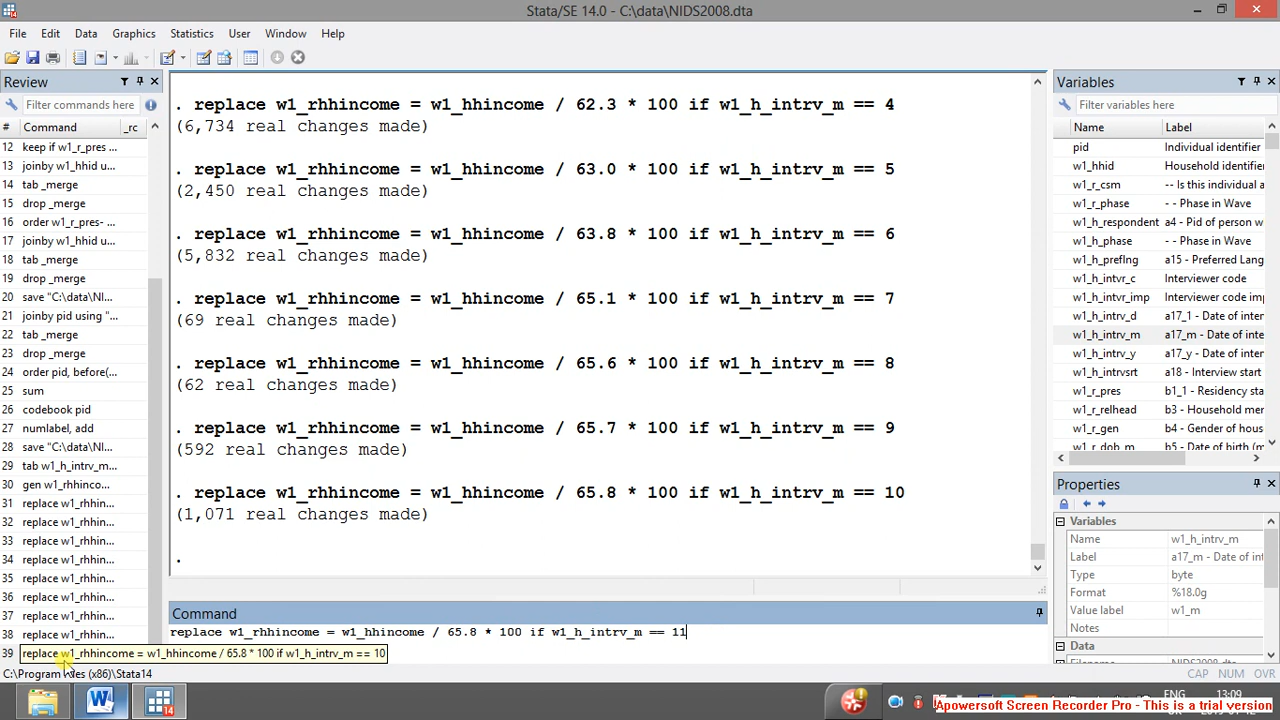 Stata/SE 14.0 - C:\data\NIDS2008.dta
File Edit Data Graphics Statistics User Window Help
Review
Filter commands here
# Command _rc
12 keep if w1_r_pres ...
13 joinby w1_hhid u...
14 tab _merge
15 drop _merge
16 order w1_r_pres- ...
17 joinby w1_hhid u...
18 tab _merge
19 drop _merge
20 save "C:\data\NI...
21 joinby pid using "...
22 tab _merge
23 drop _merge
24 order pid, before(...
25 sum
26 codebook pid
27 numlabel, add
28 save "C:\data\NI...
29 tab w1_h_intrv_m...
30 gen w1_rhhinco...
31 replace w1_rhhin...
32 replace w1_rhhin...
33 replace w1_rhhin...
34 replace w1_rhhin...
35 replace w1_rhhin...
36 replace w1_rhhin...
37 replace w1_rhhin...
38 replace w1_rhhin...
39 replace w1_rhhincome = w1_hhincome / 65.8 * 100 if w1_h_intrv_m == 10
. replace w1_rhhincome = w1_hhincome / 62.3 * 100 if w1_h_intrv_m == 4
(6,734 real changes made)
. replace w1_rhhincome = w1_hhincome / 63.0 * 100 if w1_h_intrv_m == 5
(2,450 real changes made)
. replace w1_rhhincome = w1_hhincome / 63.8 * 100 if w1_h_intrv_m == 6
(5,832 real changes made)
. replace w1_rhhincome = w1_hhincome / 65.1 * 100 if w1_h_intrv_m == 7
(69 real changes made)
. replace w1_rhhincome = w1_hhincome / 65.6 * 100 if w1_h_intrv_m == 8
(62 real changes made)
. replace w1_rhhincome = w1_hhincome / 65.7 * 100 if w1_h_intrv_m == 9
(592 real changes made)
. replace w1_rhhincome = w1_hhincome / 65.8 * 100 if w1_h_intrv_m == 10
(1,071 real changes made)
.
Command
replace w1_rhhincome = w1_hhincome / 65.8 * 100 if w1_h_intrv_m == 11
Variables
Filter variables here
Name Label
pid Individual identifier
w1_hhid Household identifie
w1_r_csm -- Is this individual a
w1_r_phase - - Phase in Wave
w1_h_respondent a4 - Pid of person w
w1_h_phase - - Phase in Wave
w1_h_preflng a15 - Preferred Lang
w1_h_intvr_c Interviewer code
w1_h_intvr_imp Interviewer code imp
w1_h_intrv_d a17_1 - Date of inter
w1_h_intrv_m a17_m - Date of inte
w1_h_intrv_y a17_y - Date of inter
w1_h_intrvsrt a18 - Interview start
w1_r_pres b1_1 - Residency sta
w1_r_relhead b3 - Household mer
w1_r_gen b4 - Gender of hous
w1_r_dob_m b5 - Date of birth (m
Properties
Variables
Name w1_h_intrv_m
Label a17_m - Date of int
Type byte
Format %18.0g
Value label w1_m
Notes
Data
C:\Program Files (x86)\Stata14
CAP NUM OVR
ENG
13:09
Apowersoft Screen Recorder Pro - This is a trial version